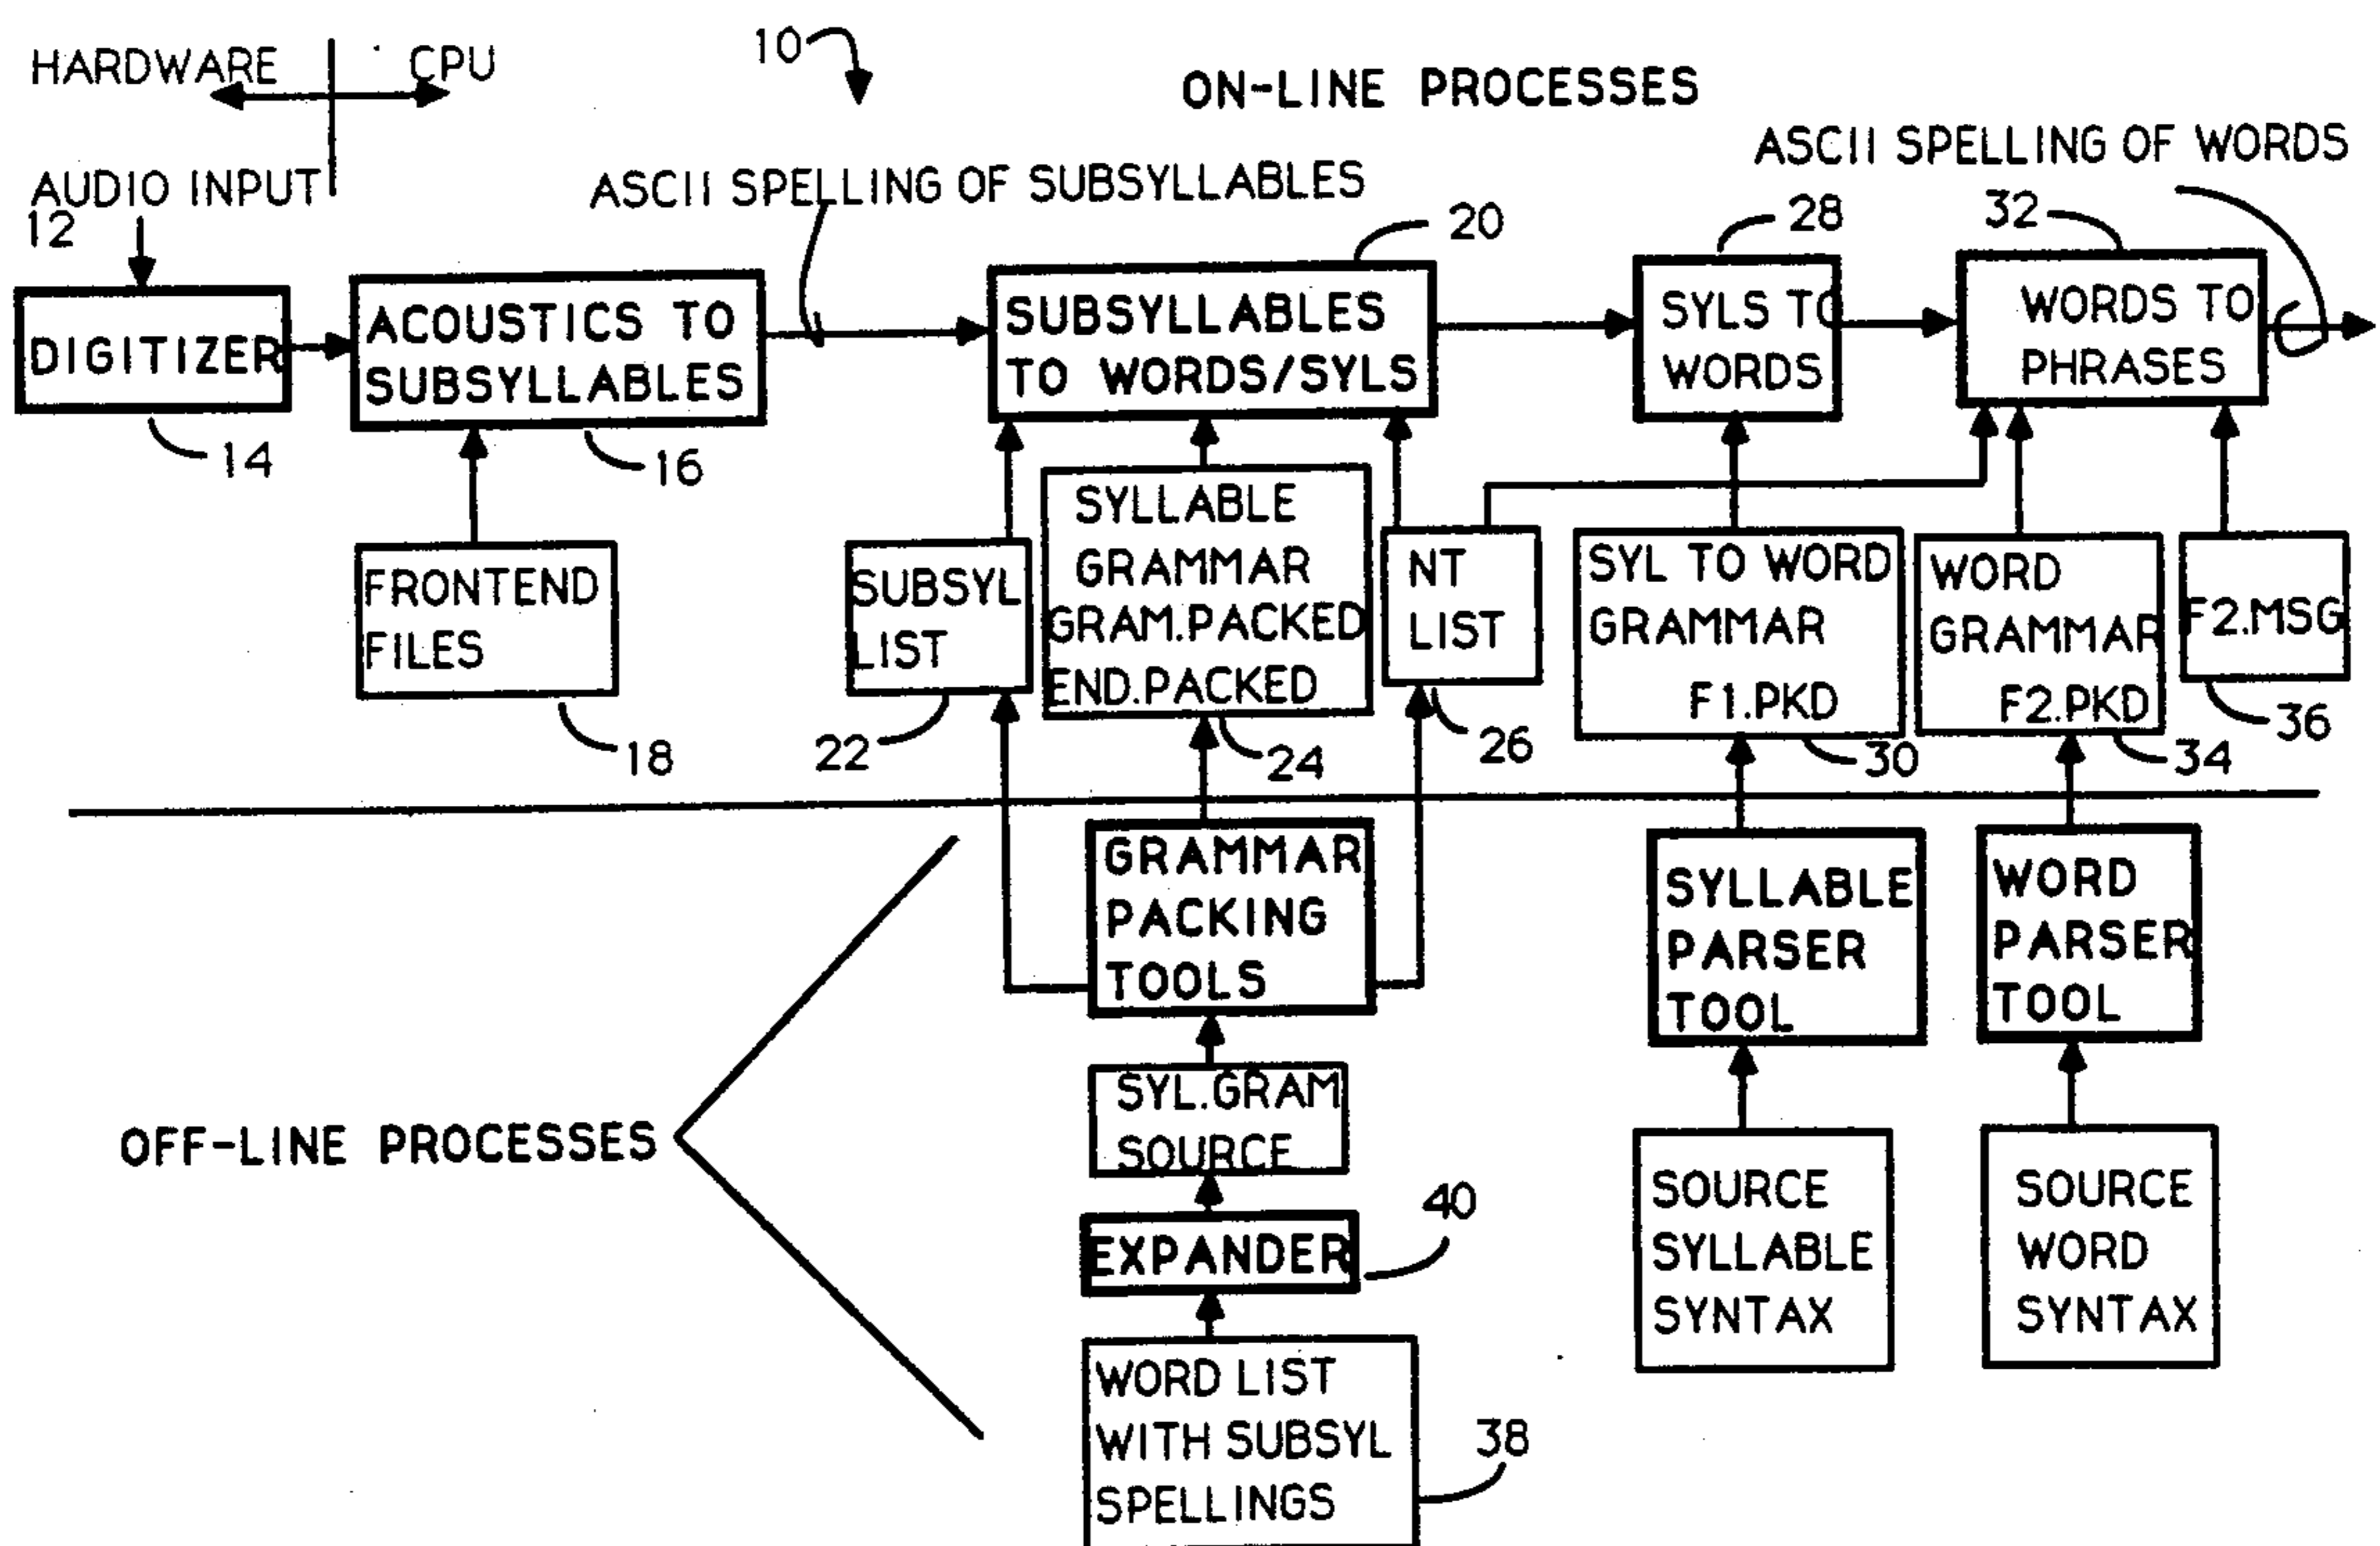 HARDWARE
CPU
10
ON-LINE PROCESSES
AUDIO INPUT
12
ASCII SPELLING OF SUBSYLLABLES
ASCII SPELLING OF WORDS
20
28
32
DIGITIZER
14
ACOUSTICS TO
SUBSYLLABLES
16
SUBSYLLABLES
TO WORDS/SYLS
SYLS TO
WORDS
WORDS TO
PHRASES
FRONTEND
FILES
18
SUBSYL
LIST
22
SYLLABLE
GRAMMAR
GRAM.PACKED
END.PACKED
24
NT
LIST
26
SYL TO WORD
GRAMMAR
F1.PKD
30
WORD
GRAMMAR
F2.PKD
34
F2.MSG
36
OFF-LINE PROCESSES
GRAMMAR
PACKING
TOOLS
SYL.GRAM
SOURCE
EXPANDER
40
WORD LIST
WITH SUBSYL
SPELLINGS
38
SYLLABLE
PARSER
TOOL
SOURCE
SYLLABLE
SYNTAX
WORD
PARSER
TOOL
SOURCE
WORD
SYNTAX